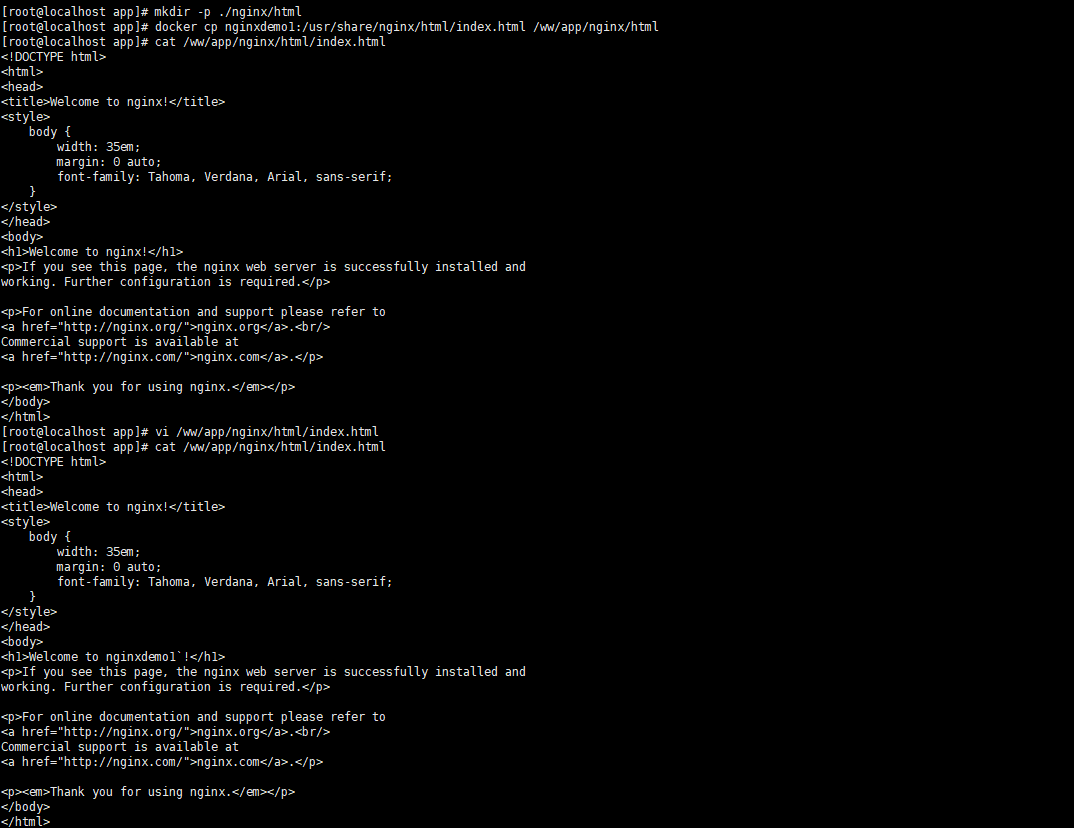 [root@localhost app]# mkdir -p ./nginx/html
[root@localhost app]# docker cp nginxdemo1:/usr/share/nginx/html/index.html /ww/app/nginx/html
[root@localhost app]# cat /ww/app/nginx/html/index.html
<!DOCTYPE html>
<html>
<head>
<title>Welcome to nginx!</title>
<style>
    body {
        width: 35em;
        margin: 0 auto;
        font-family: Tahoma, Verdana, Arial, sans-serif;
    }
</style>
</head>
<body>
<h1>Welcome to nginx!</h1>
<p>If you see this page, the nginx web server is successfully installed and
working. Further configuration is required.</p>

<p>For online documentation and support please refer to
<a href="http://nginx.org/">nginx.org</a>.<br/>
Commercial support is available at
<a href="http://nginx.com/">nginx.com</a>.</p>

<p><em>Thank you for using nginx.</em></p>
</body>
</html>
[root@localhost app]# vi /ww/app/nginx/html/index.html
[root@localhost app]# cat /ww/app/nginx/html/index.html
<!DOCTYPE html>
<html>
<head>
<title>Welcome to nginx!</title>
<style>
    body {
        width: 35em;
        margin: 0 auto;
        font-family: Tahoma, Verdana, Arial, sans-serif;
    }
</style>
</head>
<body>
<h1>Welcome to nginxdemo1`!</h1>
<p>If you see this page, the nginx web server is successfully installed and
working. Further configuration is required.</p>

<p>For online documentation and support please refer to
<a href="http://nginx.org/">nginx.org</a>.<br/>
Commercial support is available at
<a href="http://nginx.com/">nginx.com</a>.</p>

<p><em>Thank you for using nginx.</em></p>
</body>
</html>